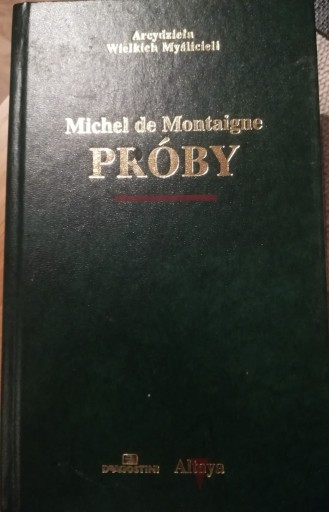 Arcydzieła
Wielkich Myślicieli
Michel de Montaigne
PRÓBY
DEAGOSTINI Altaya